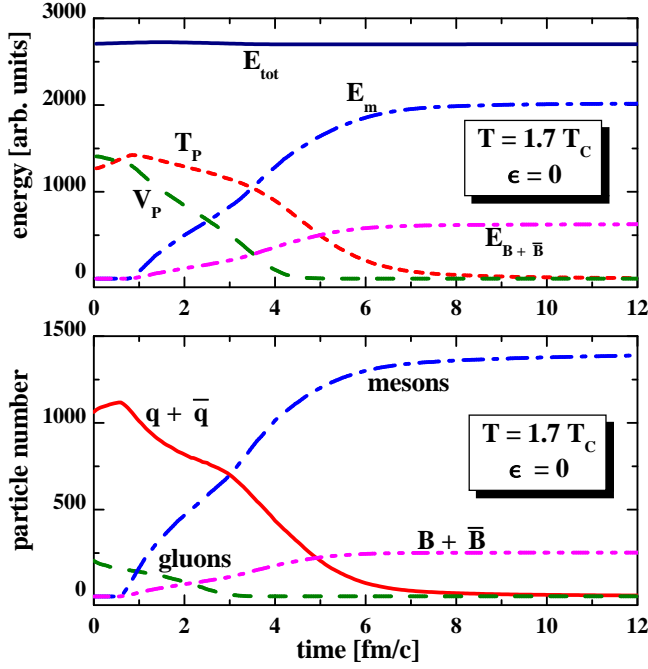 3000
E_tot
E_m
2000
T_P
T = 1.7 T_C
ϵ = 0
energy [arb. units]
1000
V_P
E_B + B̅
0
0 2 4 6 8 10 12
1500
mesons
q + q̅
1000
T = 1.7 T_C
ϵ = 0
particle number
500
B + B̅
gluons
0
0 2 4 6 8 10 12
time [fm/c]